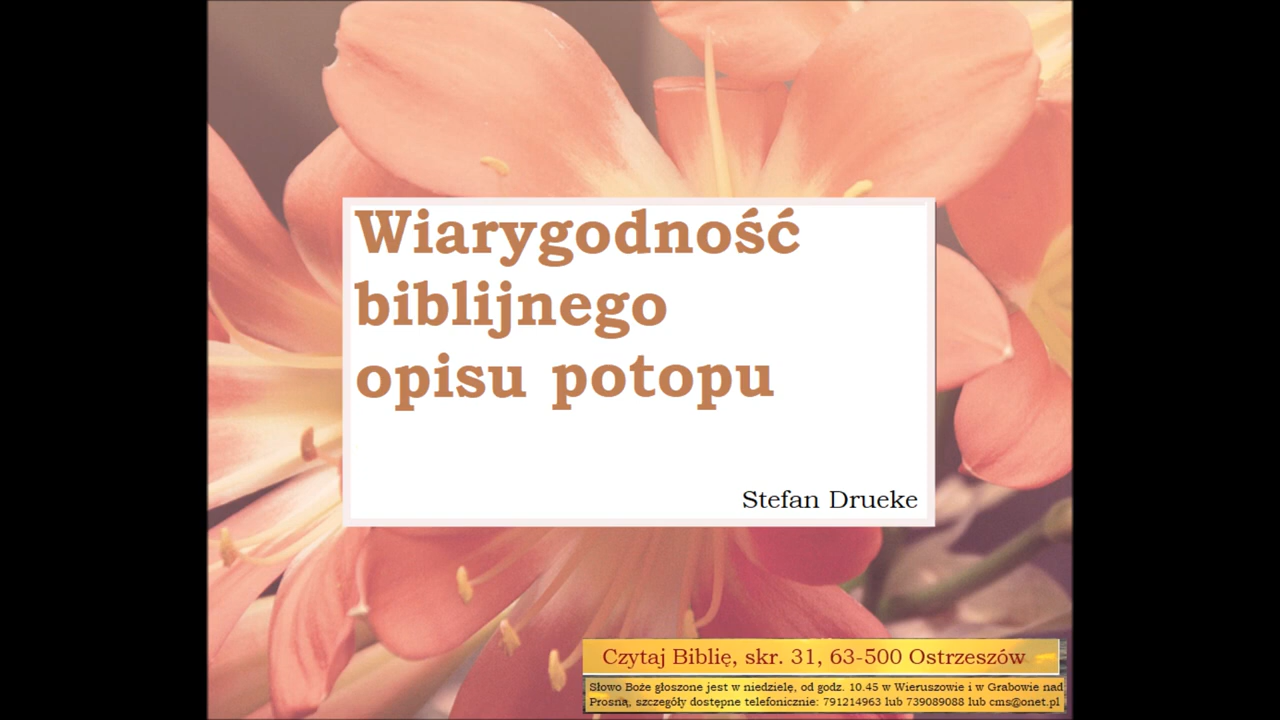 Wiarygodność
biblijnego
opisu potopu
Stefan Drueke
Czytaj Biblię, skr. 31, 63-500 Ostrzeszów
Słowo Boże głoszone jest w niedzielę, od godz. 10.45 w Wieruszowie i w Grabowie nad
Prosną, szczegóły dostępne telefonicznie: 791214963 lub 739089088 lub cms@onet.pl